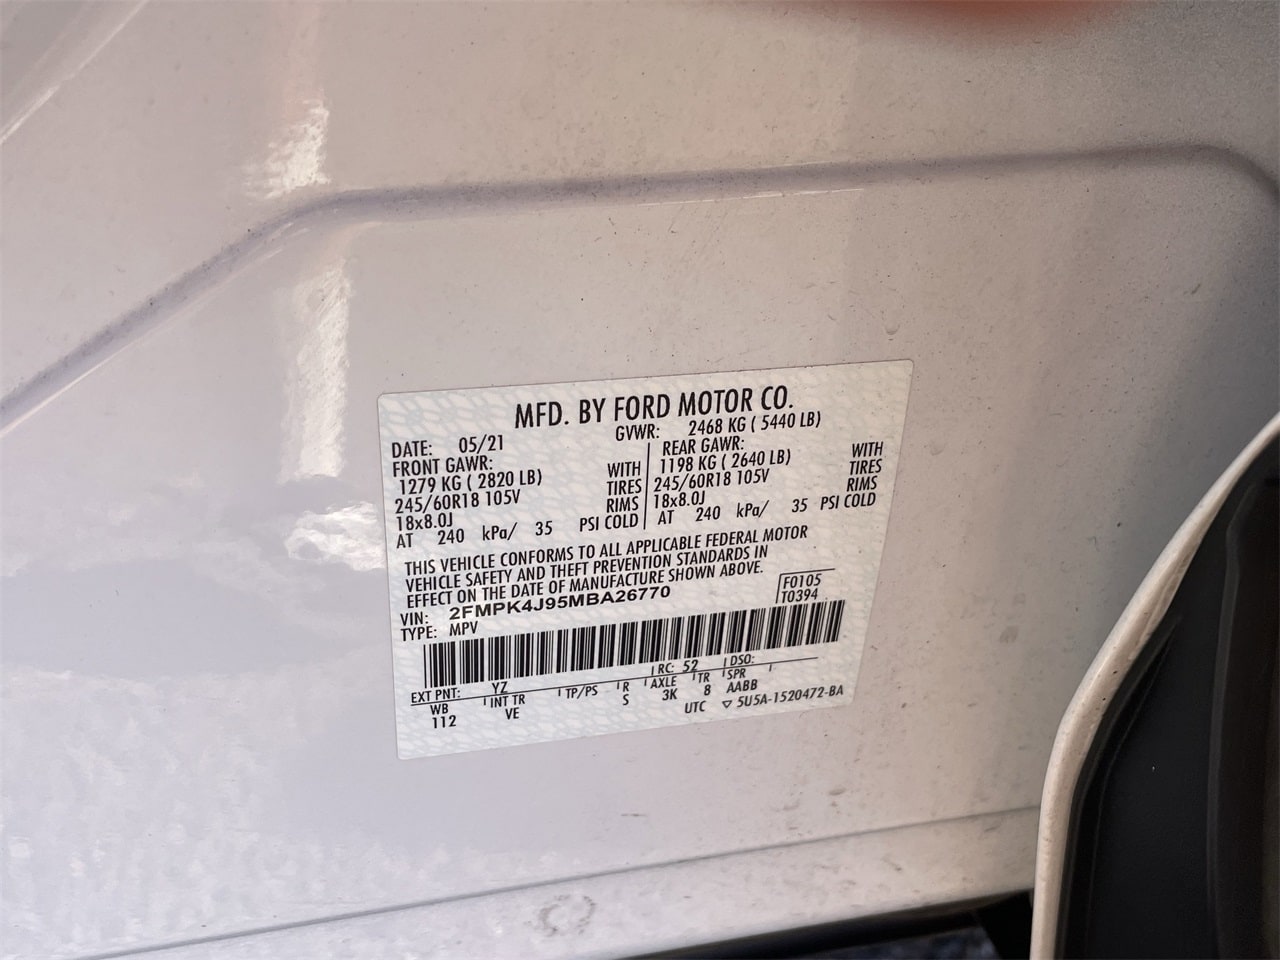 MFD. BY FORD MOTOR CO.
DATE: 05/21 GVWR: 2468 KG ( 5440 LB)
FRONT GAWR: REAR GAWR:
1279 KG ( 2820 LB) WITH 1198 KG ( 2640 LB) WITH
245/60R18 105V TIRES 245/60R18 105V TIRES
18x8.0J RIMS 18x8.0J RIMS
AT 240 kPa/ 35 PSI COLD AT 240 kPa/ 35 PSI COLD
THIS VEHICLE CONFORMS TO ALL APPLICABLE FEDERAL MOTOR
VEHICLE SAFETY AND THEFT PREVENTION STANDARDS IN
EFFECT ON THE DATE OF MANUFACTURE SHOWN ABOVE.
VIN: 2FMPK4J95MBA26770 F0105
TYPE: MPV T0394
EXT PNT: YZ RC: 52 DSO:
WB INT TR TP/PS R AXLE TR SPR
112 VE S 3K 8 AABB
UTC ▽ 5U5A-1520472-BA